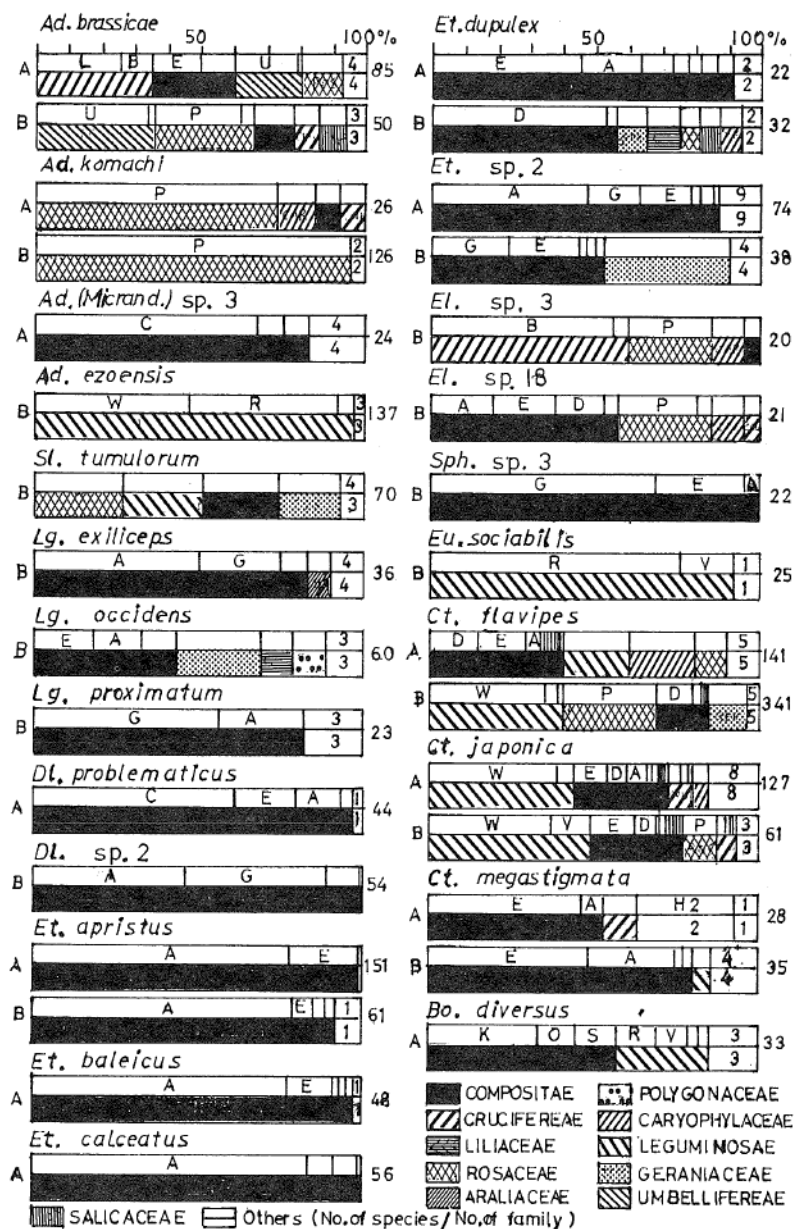 Ad. brassicae
50 100%
A L B E U 4 4 85
B U P 3 3 50
Ad. komachi
A P 26
B P 2 2 126
Ad. (Micrand.) sp. 3
A C 4 4 24
Ad. ezoensis
B W R 3 3 137
Sl. tumulorum
B 4 3 70
Lg. exiliceps
B A G 4 4 36
Lg. occidens
B E A 3 3 60
Lg. proximatum
B G A 3 3 23
Dl. problematicus
A C E A 1 1 44
Dl. sp. 2
B A G 54
Et. apristus
A A E 151
B A E 1 1 61
Et. baleicus
A A E 1 1 48
Et. calceatus
A A 56
Et. dupulex
50 100%
A E A 2 2 22
B D 2 2 32
Et. sp. 2
A A G E 9 9 74
B G E 4 4 38
El. sp. 3
B B P 20
El. sp. 18
B A E D P 21
Sph. sp. 3
B G E A 22
Eu. sociabilis
B R V 1 1 25
Ct. flavipes
A D E A 5 5 141
B W P D 5 5 341
Ct. japonica
A W E D A 8 8 127
B W V E D P 3 3 61
Ct. megastigmata
A E A H 2 2 1 1 28
B E A 4 4 35
Bo. diversus
A K O S R V 3 3 33
COMPOSITAE POLYGONACEAE
CRUCIFEREAE CARYOPHYLACEAE
LILIACEAE LEGUMINOSAE
ROSACEAE GERANIACEAE
ARALIACEAE UMBELLIFEREAE
SALICACEAE Others (No. of species/No. of family)